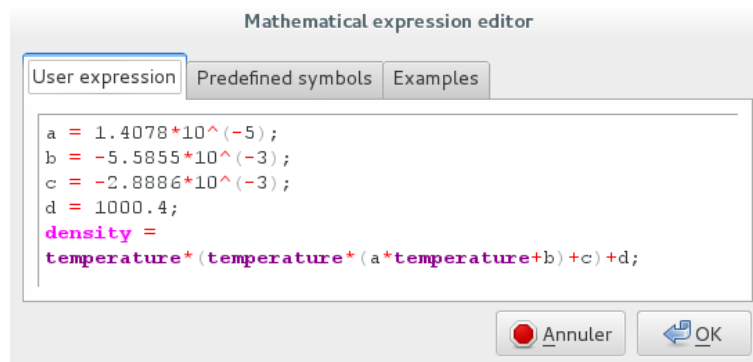 Mathematical expression editor
User expression Predefined symbols Examples
a = 1.4078*10^(-5);
b = -5.5855*10^(-3);
c = -2.8886*10^(-3);
d = 1000.4;
density =
temperature*(temperature*(a*temperature+b)+c)+d;
Annuler OK